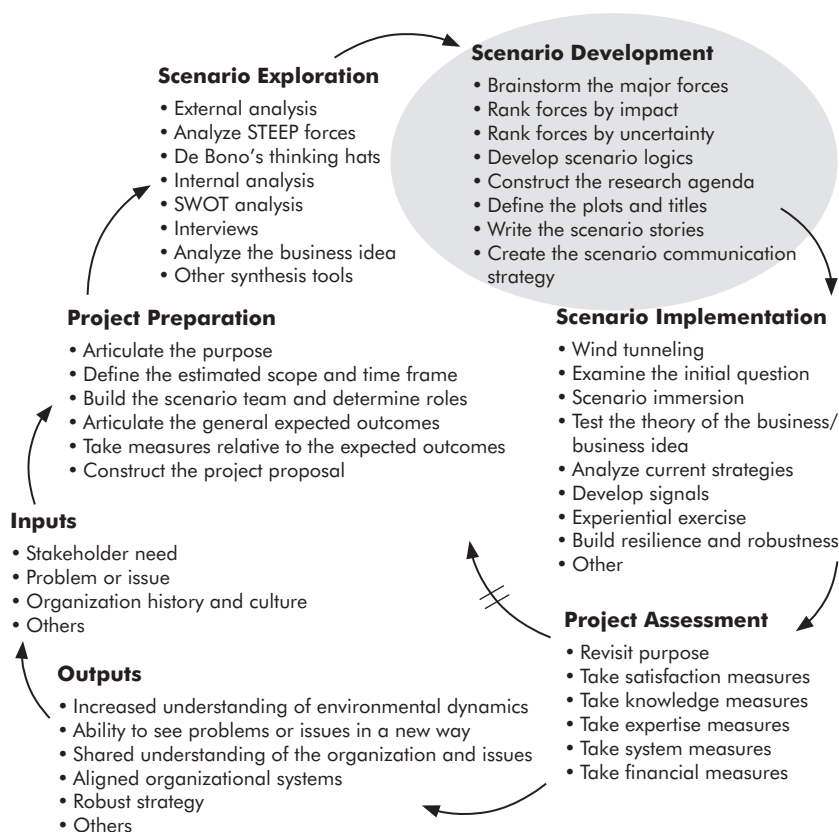 Scenario Exploration
• External analysis
• Analyze STEEP forces
• De Bono's thinking hats
• Internal analysis
• SWOT analysis
• Interviews
• Analyze the business idea
• Other synthesis tools
Scenario Development
• Brainstorm the major forces
• Rank forces by impact
• Rank forces by uncertainty
• Develop scenario logics
• Construct the research agenda
• Define the plots and titles
• Write the scenario stories
• Create the scenario communication
strategy
Project Preparation
• Articulate the purpose
• Define the estimated scope and time frame
• Build the scenario team and determine roles
• Articulate the general expected outcomes
• Take measures relative to the expected outcomes
• Construct the project proposal
Scenario Implementation
• Wind tunneling
• Examine the initial question
• Scenario immersion
• Test the theory of the business/
business idea
• Analyze current strategies
• Develop signals
• Experiential exercise
• Build resilience and robustness
• Other
Inputs
• Stakeholder need
• Problem or issue
• Organization history and culture
• Others
Project Assessment
• Revisit purpose
• Take satisfaction measures
• Take knowledge measures
• Take expertise measures
• Take system measures
• Take financial measures
Outputs
• Increased understanding of environmental dynamics
• Ability to see problems or issues in a new way
• Shared understanding of the organization and issues
• Aligned organizational systems
• Robust strategy
• Others